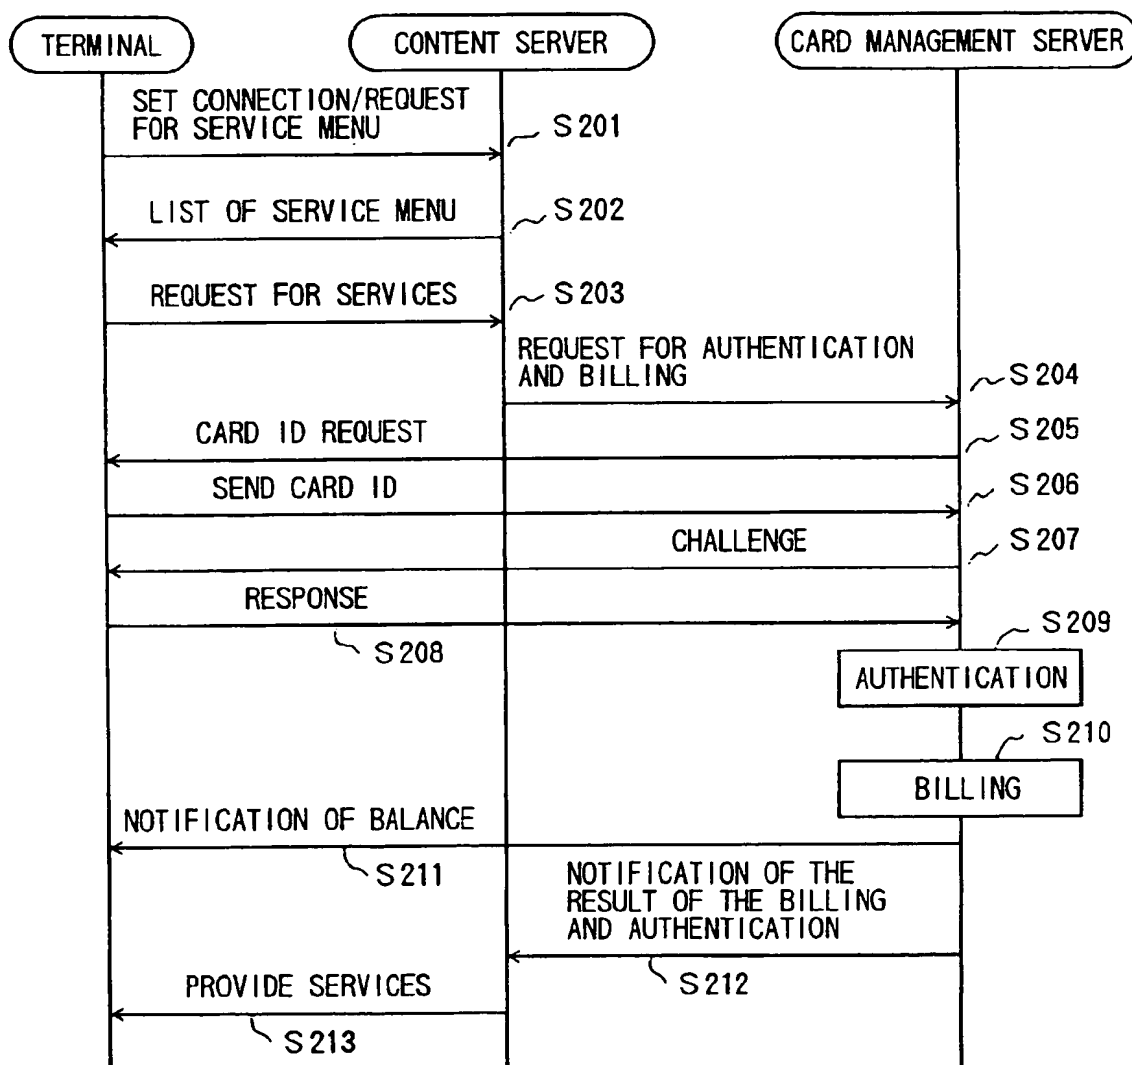 TERMINAL
CONTENT SERVER
CARD MANAGEMENT SERVER
SET CONNECTION/REQUEST
FOR SERVICE MENU
S201
LIST OF SERVICE MENU
S202
REQUEST FOR SERVICES
S203
REQUEST FOR AUTHENTICATION
AND BILLING
S204
CARD ID REQUEST
S205
SEND CARD ID
S206
CHALLENGE
S207
RESPONSE
S208
S209
AUTHENTICATION
S210
BILLING
NOTIFICATION OF BALANCE
S211
NOTIFICATION OF THE
RESULT OF THE BILLING
AND AUTHENTICATION
S212
PROVIDE SERVICES
S213